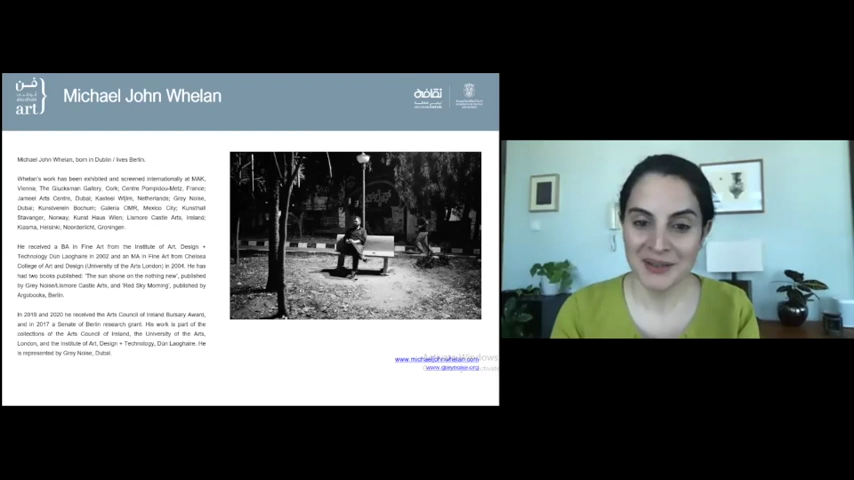 فن
أبوظبي
abu dhabi
art
Michael John Whelan
ثقافة
Michael John Whelan, born in Dublin / lives Berlin.
Whelan's work has been exhibited and screened internationally at MAK,
Vienna, The Glucksman Gallery, Cork; Centre Pompidou-Metz, France;
Jameel Arts Centre, Dubai, Kasteel Wijlre, Netherlands; Grey Noise,
Dubai; Kunstverein Bochum; Galeria OMR, Mexico City; Kunsthall
Stavanger, Norway, Kunst Haus Wien; Lismore Castle Arts, Ireland;
Kiasma, Helsinki, Noorderlicht, Groningen.
He received a BA in Fine Art from the Institute of Art, Design +
Technology Dún Laoghaire in 2002 and an MA in Fine Art from Chelsea
College of Art and Design (University of the Arts London) in 2004. He has
had two books published: 'The sun shone on the nothing new', published
by Grey Noise/Lismore Castle Arts, and 'Red Sky Morning', published by
Argobooks, Berlin.
In 2019 and 2020 he received the Arts Council of Ireland Bursary Award,
and in 2017 a Senate of Berlin research grant. His work is part of the
collections of the Arts Council of Ireland, the University of the Arts,
London, and the Institute of Art, Design + Technology, Dún Laoghaire. He
is represented by Grey Noise, Dubai.
www.michaeljohnwhelan.com
www.greynoise.org